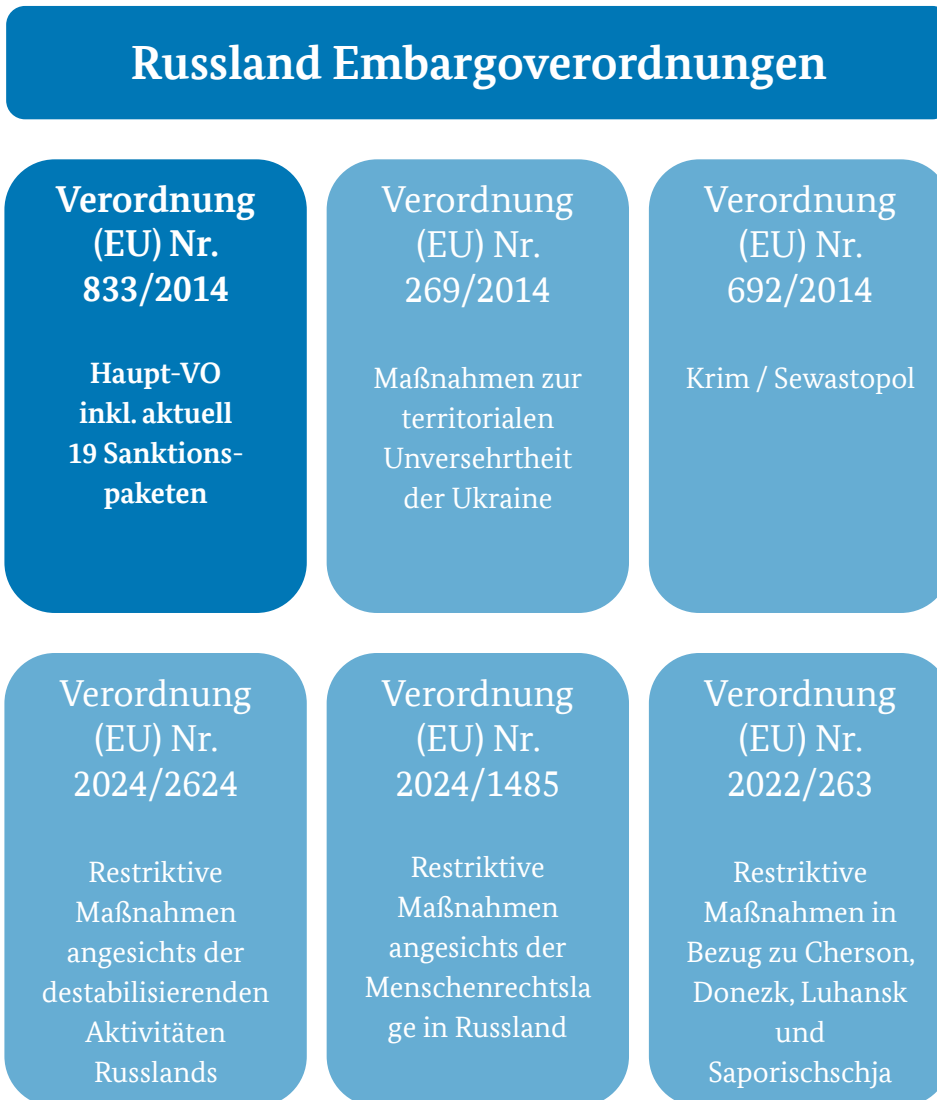 Russland Embargoverordnungen
Verordnung
(EU) Nr.
833/2014
Haupt-VO
inkl. aktuell
19 Sanktions-
paketen
Verordnung
(EU) Nr.
269/2014
Maßnahmen zur
territorialen
Unversehrtheit
der Ukraine
Verordnung
(EU) Nr.
692/2014
Krim / Sewastopol
Verordnung
(EU) Nr.
2024/2624
Restriktive
Maßnahmen
angesichts der
destabilisierenden
Aktivitäten
Russlands
Verordnung
(EU) Nr.
2024/1485
Restriktive
Maßnahmen
angesichts der
Menschenrechtsla
ge in Russland
Verordnung
(EU) Nr.
2022/263
Restriktive
Maßnahmen in
Bezug zu Cherson,
Donezk, Luhansk
und
Saporischschja